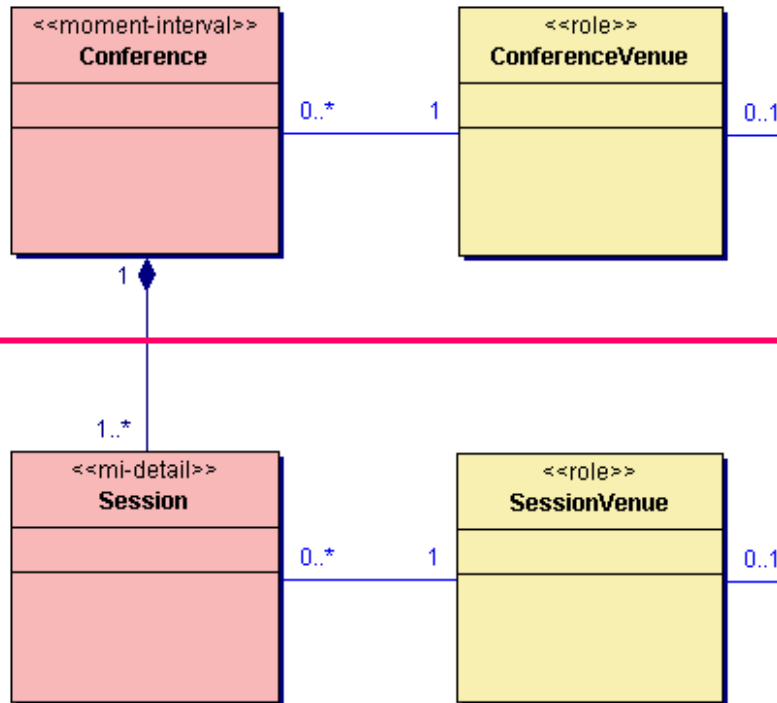 <<moment-interval>>
Conference
<<role>>
ConferenceVenue
0..*
1
0..1
1
1..*
<<mi-detail>>
Session
<<role>>
SessionVenue
0..*
1
0..1